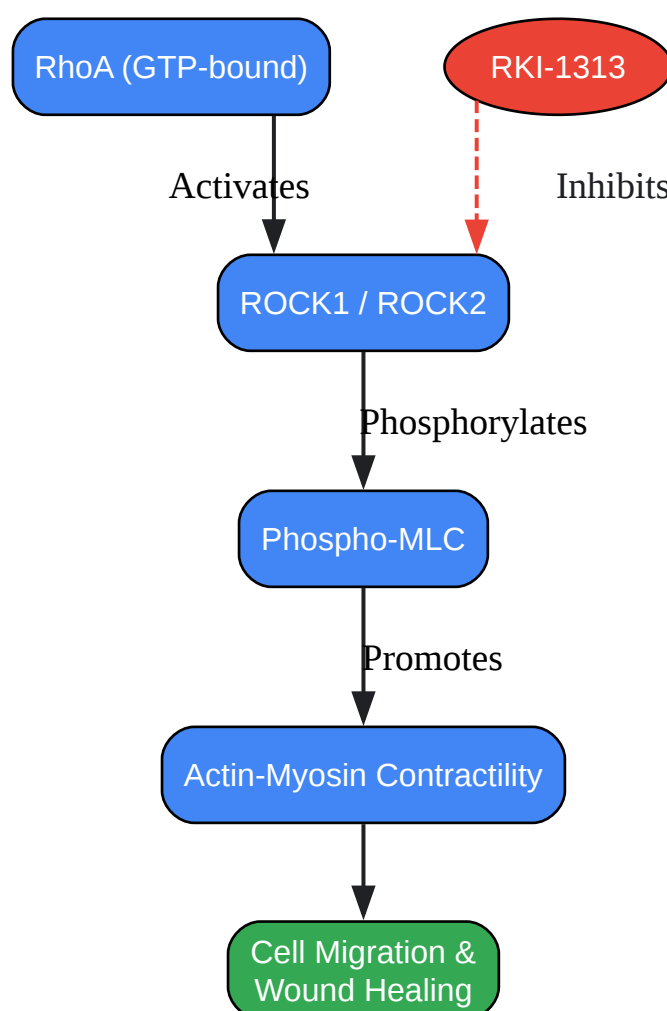 RhoA (GTP-bound)
RKI-1313
Activates
Inhibits
ROCK1 / ROCK2
Phosphorylates
Phospho-MLC
Promotes
Actin-Myosin Contractility
Cell Migration &
Wound Healing